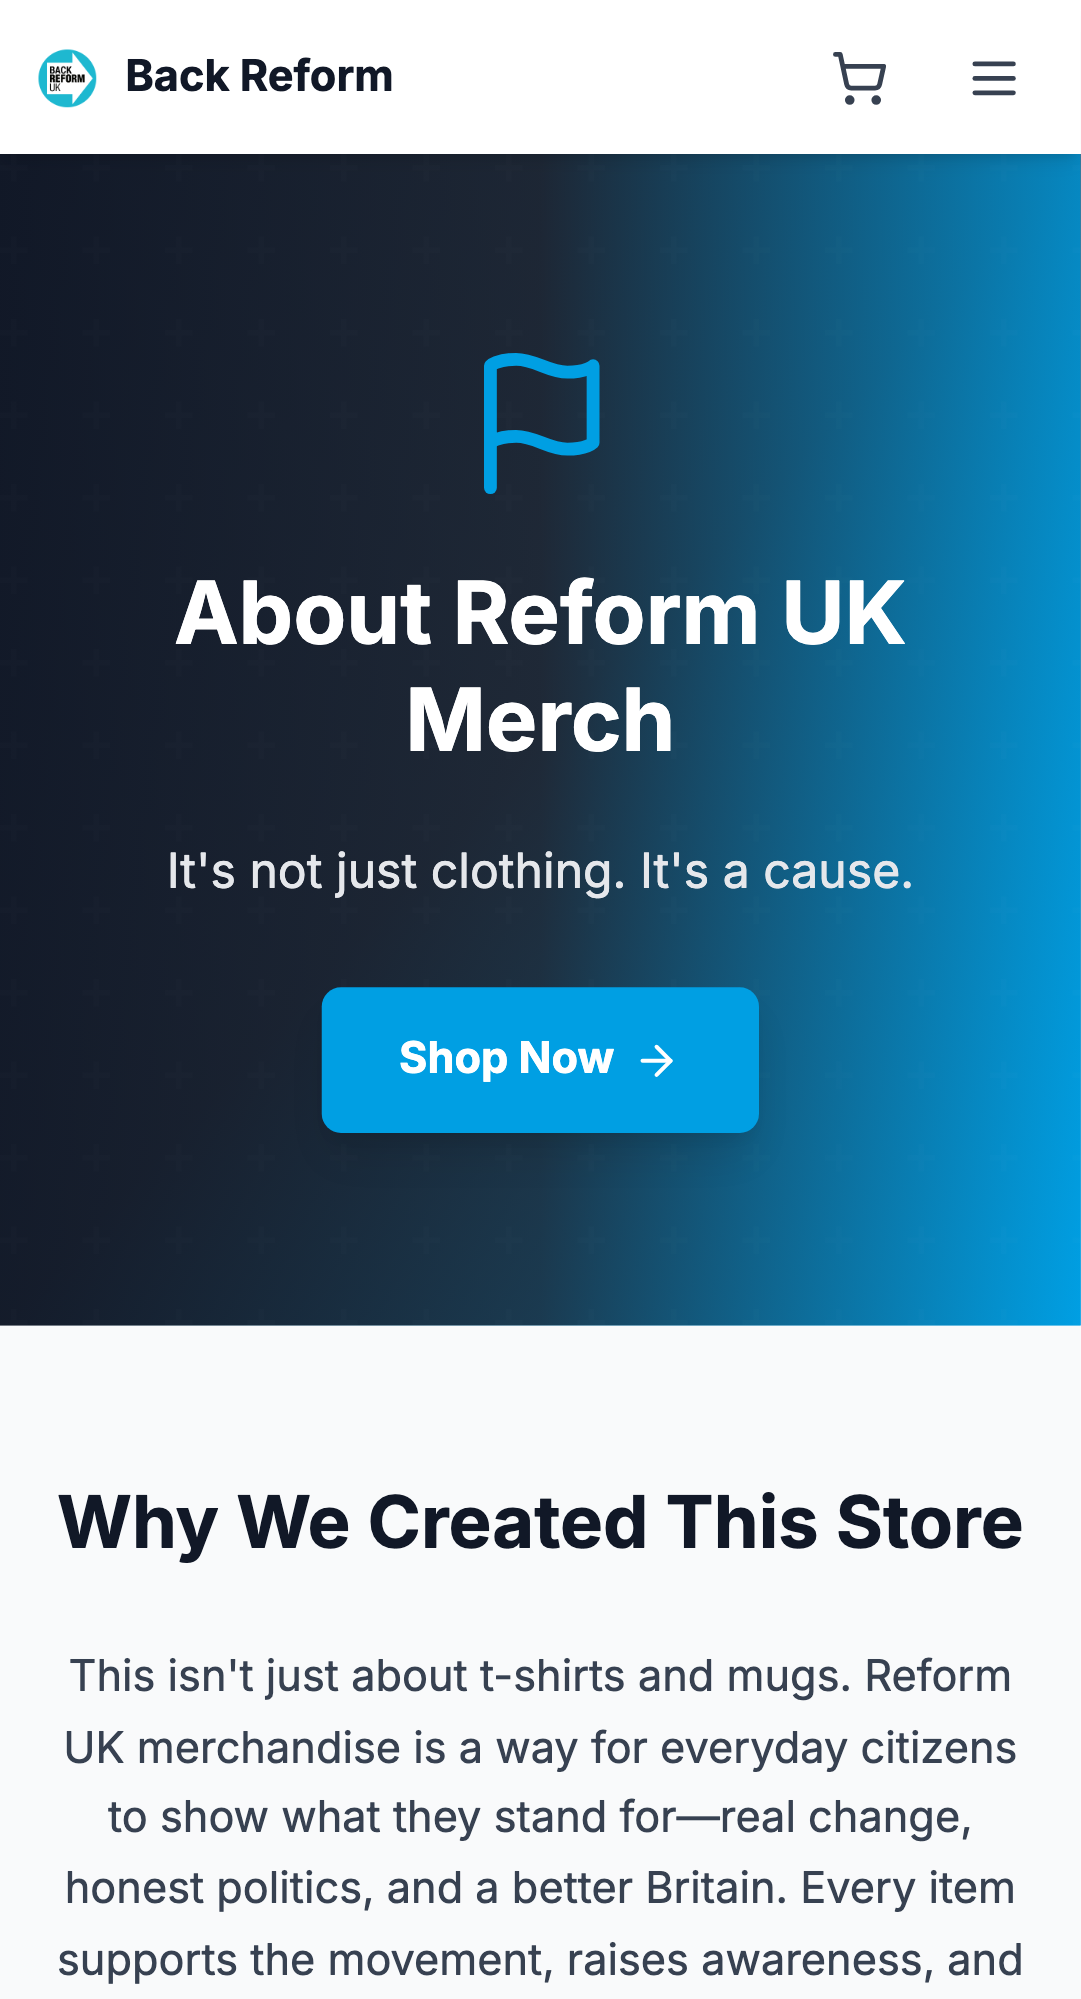 BACK
REFORM
UK
Back Reform
About Reform UK
Merch
It's not just clothing. It's a cause.
Shop Now
Why We Created This Store
This isn't just about t-shirts and mugs. Reform
UK merchandise is a way for everyday citizens
to show what they stand for—real change,
honest politics, and a better Britain. Every item
supports the movement, raises awareness, and